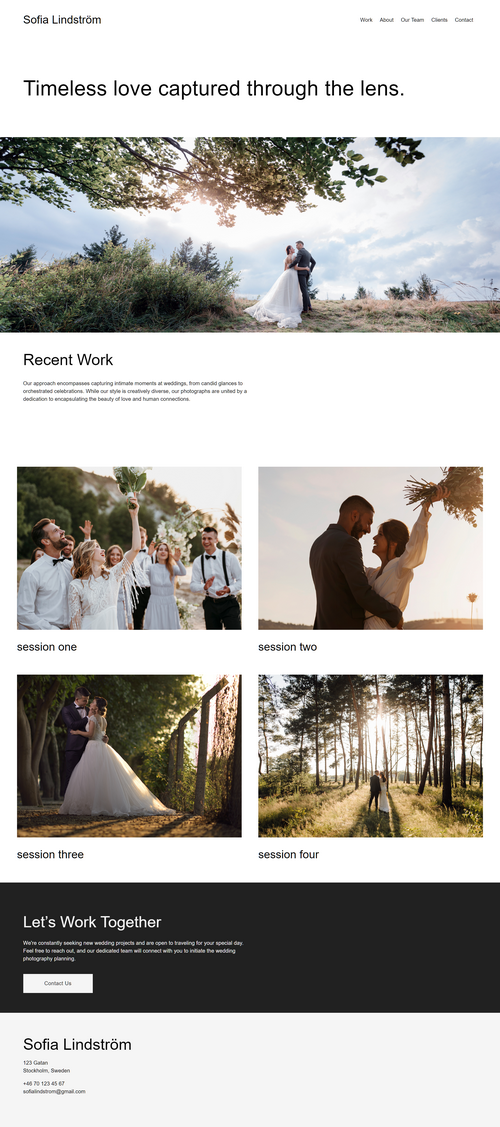 Sofia Lindström
Work About Our Team Clients Contact
Timeless love captured through the lens.
Recent Work
Our approach encompasses capturing intimate moments at weddings, from candid glances to
orchestrated celebrations. While our style is creatively diverse, our photographs are united by a
dedication to encapsulating the beauty of love and human connections.
session one
session two
session three
session four
Let's Work Together
We're constantly seeking new wedding projects and are open to traveling for your special day.
Feel free to reach out, and our dedicated team will connect with you to initiate the wedding
photography planning.
Contact Us
Sofia Lindström
123 Gatan
Stockholm, Sweden
+46 70 123 45 67
sofialindstrom@gmail.com